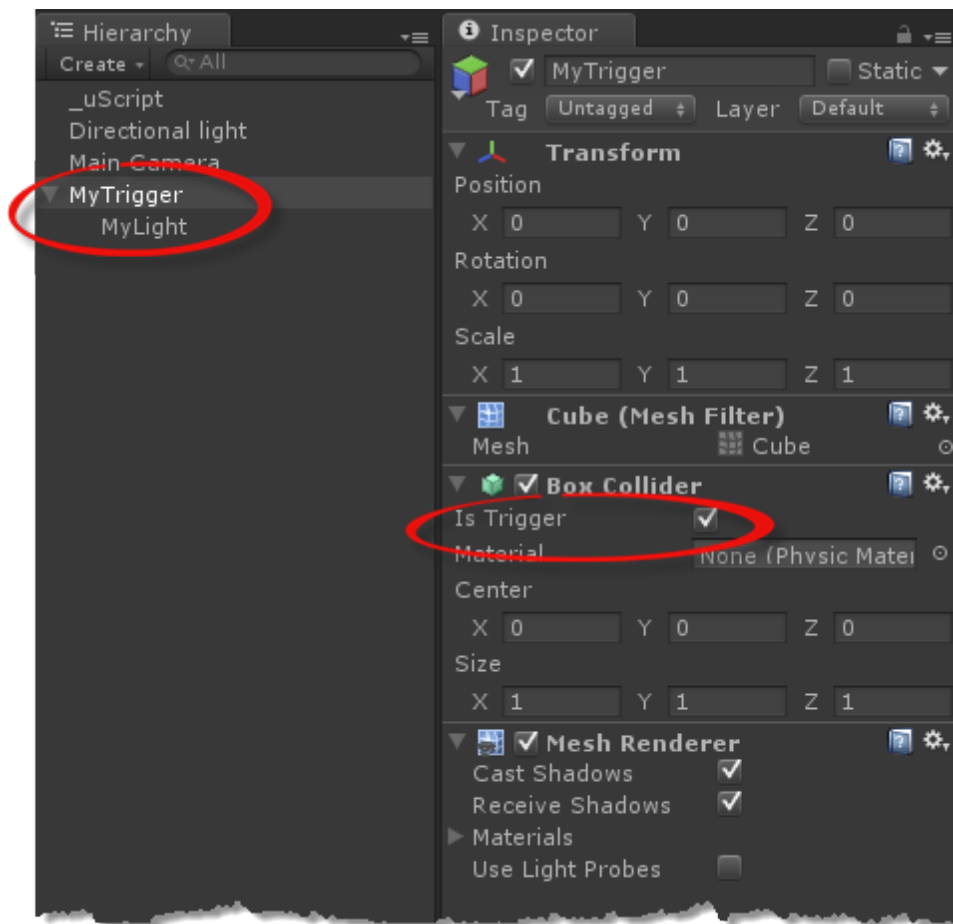 Hierarchy
Create
All
_uScript
Directional light
Main Camera
MyTrigger
MyLight
Inspector
MyTrigger Static
Tag Untagged Layer Default
Transform
Position
X 0 Y 0 Z 0
Rotation
X 0 Y 0 Z 0
Scale
X 1 Y 1 Z 1
Cube (Mesh Filter)
Mesh Cube
Box Collider
Is Trigger
Material None (Physic Mater
Center
X 0 Y 0 Z 0
Size
X 1 Y 1 Z 1
Mesh Renderer
Cast Shadows
Receive Shadows
Materials
Use Light Probes